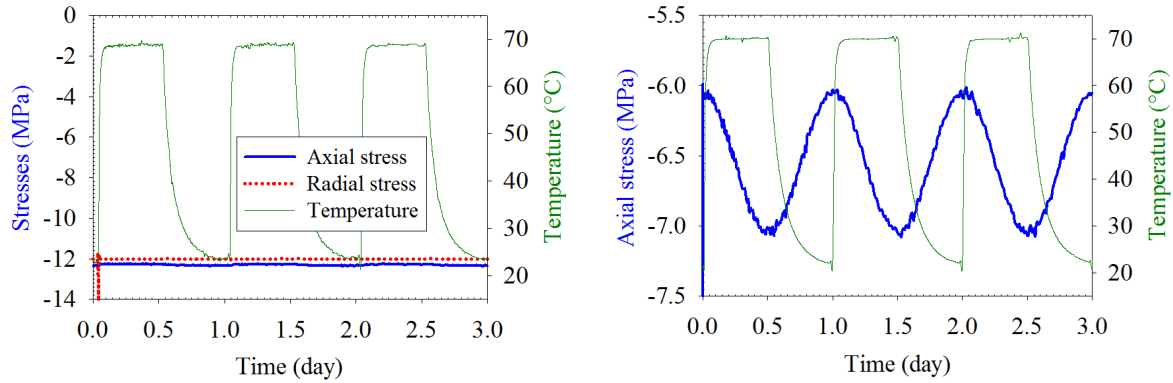 0
-2
-4
-6
-8
-10
-12
-14
Stresses (MPa)
70
60
50
40
30
20
Temperature (°C)
Axial stress
Radial stress
Temperature
0.0 0.5 1.0 1.5 2.0 2.5 3.0
Time (day)
-5.5
-6.0
-6.5
-7.0
-7.5
Axial stress (MPa)
70
60
50
40
30
20
Temperature (°C)
0.0 0.5 1.0 1.5 2.0 2.5 3.0
Time (day)